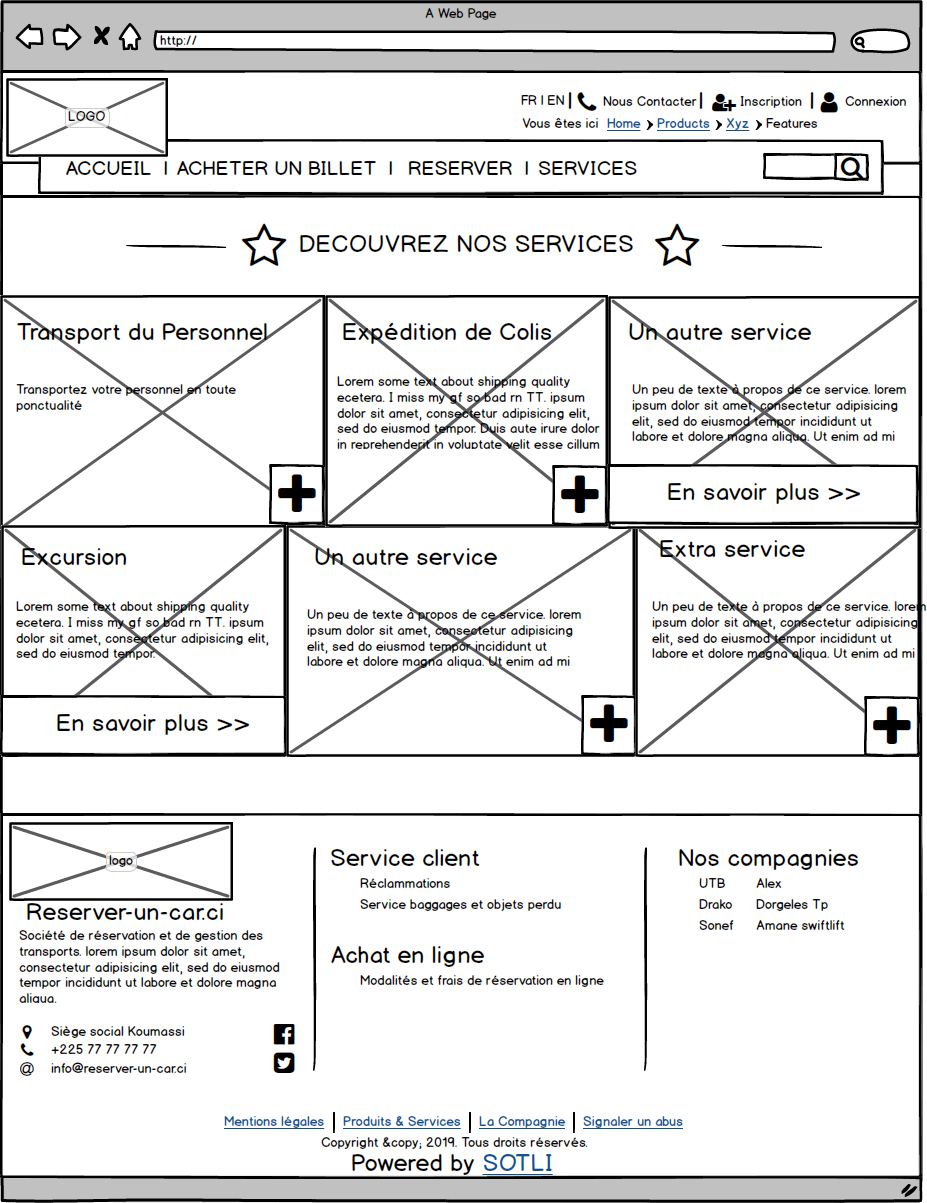 A Web Page
http://
LOGO
FR I EN | Nous Contacter | Inscription | Connexion
Vous êtes ici Home Products Xyz Features
ACCUEIL I ACHETER UN BILLET I RESERVER I SERVICES
DECOUVREZ NOS SERVICES
Transport du Personnel
Transportez votre personnel en toute
ponctualité
Expédition de Colis
Lorem some text about shipping quality
ecetera. I miss my gf so bad rn TT. ipsum
dolor sit amet, consectetur adipisicing elit,
sed do eiusmod tempor. Duis aute irure dolor
in reprehenderit in voluptate velit esse cillum
Un autre service
Un peu de texte à propos de ce service. lorem
ipsum dolor sit amet, consectetur adipisicing
elit, sed do eiusmod tempor incididunt ut
labore et dolore magna aliqua. Ut enim ad mi
En savoir plus >>
Excursion
Lorem some text about shipping quality
ecetera. I miss my gf so bad rn TT. ipsum
dolor sit amet, consectetur adipisicing elit,
sed do eiusmod tempor.
En savoir plus >>
Un autre service
Un peu de texte à propos de ce service. lorem
ipsum dolor sit amet, consectetur adipisicing
elit, sed do eiusmod tempor incididunt ut
labore et dolore magna aliqua. Ut enim ad mi
Extra service
Un peu de texte à propos de ce service. lorem
ipsum dolor sit amet, consectetur adipisicing
elit, sed do eiusmod tempor incididunt ut
labore et dolore magna aliqua. Ut enim ad mi
logo
Reserver-un-car.ci
Société de réservation et de gestion des
transports. lorem ipsum dolor sit amet,
consectetur adipisicing elit, sed do eiusmod
tempor incididunt ut labore et dolore magna
aliqua.
Siège social Koumassi
+225 77 77 77 77
@ info@reserver-un-car.ci
Service client
Réclammations
Service baggages et objets perdu
Achat en ligne
Modalités et frais de réservation en ligne
Nos compagnies
UTB Alex
Drako Dorgeles Tp
Sonef Amane swiftlift
Mentions légales | Produits & Services | La Compagnie | Signaler un abus
Copyright &copy; 2019. Tous droits réservés.
Powered by SOTLI